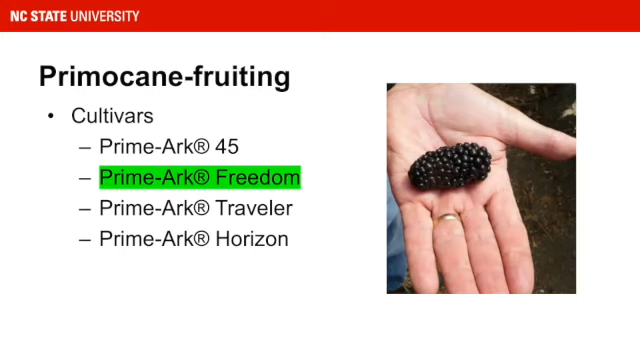 NC STATE UNIVERSITY
Primocane-fruiting
• Cultivars
– Prime-Ark® 45
– Prime-Ark® Freedom
– Prime-Ark® Traveler
– Prime-Ark® Horizon